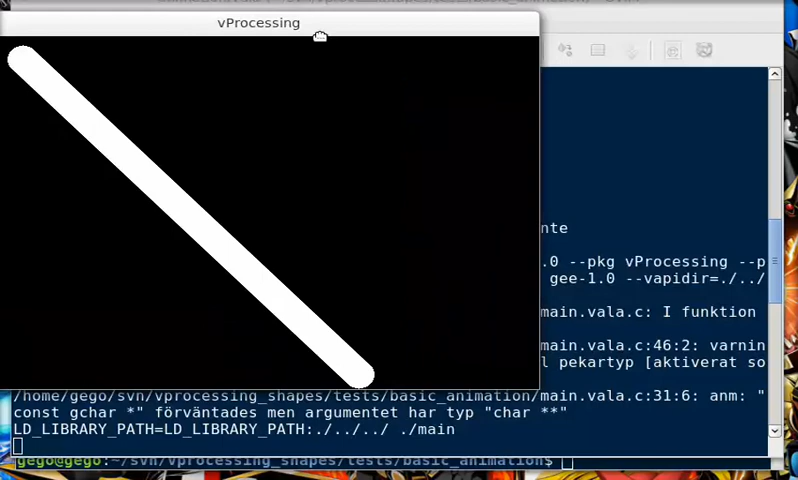 vProcessing
nte
.0 --pkg vProcessing --p
gee-1.0 --vapidir=./../
main.vala.c: I funktion
main.vala.c:46:2: varnin
l pekartyp [aktiverat so
/home/gego/svn/vprocessing_shapes/tests/basic_animation/main.vala.c:31:6: anm: "
const gchar *" förväntades men argumentet har typ "char **"
LD_LIBRARY_PATH=LD_LIBRARY_PATH:./../../ ./main
gego@gego:~/svn/vprocessing_shapes/tests/basic_animation$